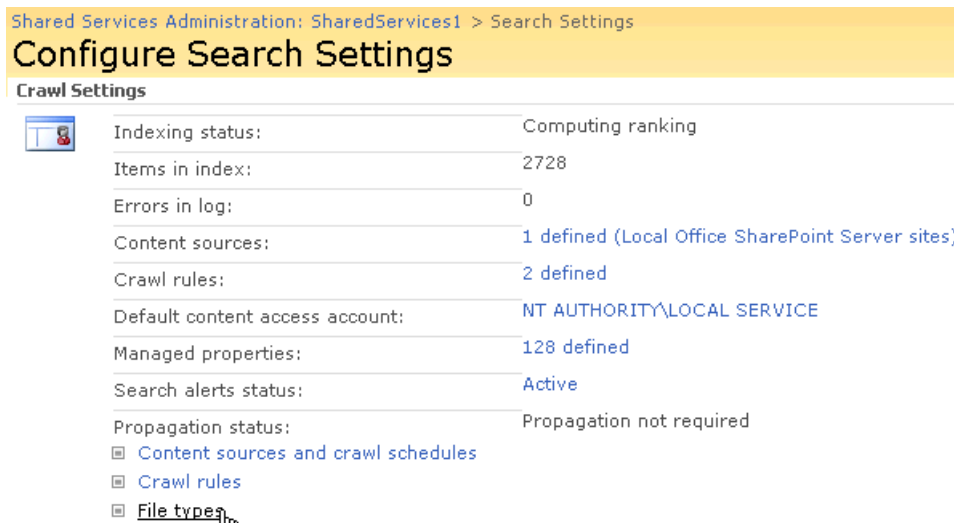 Shared Services Administration: SharedServices1 > Search Settings
Configure Search Settings
Crawl Settings
Indexing status: Computing ranking
Items in index: 2728
Errors in log: 0
Content sources: 1 defined (Local Office SharePoint Server sites)
Crawl rules: 2 defined
Default content access account: NT AUTHORITY\LOCAL SERVICE
Managed properties: 128 defined
Search alerts status: Active
Propagation status: Propagation not required
Content sources and crawl schedules
Crawl rules
File types